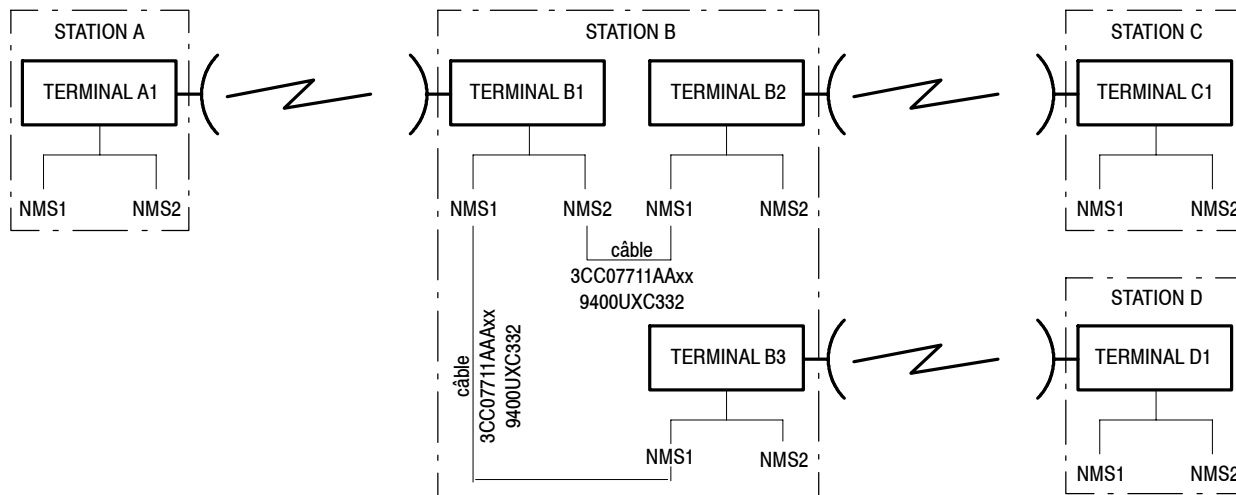 STATION A
STATION B
STATION C
TERMINAL A1
TERMINAL B1
TERMINAL B2
TERMINAL C1
NMS1
NMS2
NMS1
NMS2
NMS1
NMS2
NMS1
NMS2
câble
3CC07711AAxx
9400UXC332
câble
3CC07711AAAxx
9400UXC332
STATION D
TERMINAL B3
TERMINAL D1
NMS1
NMS2
NMS1
NMS2